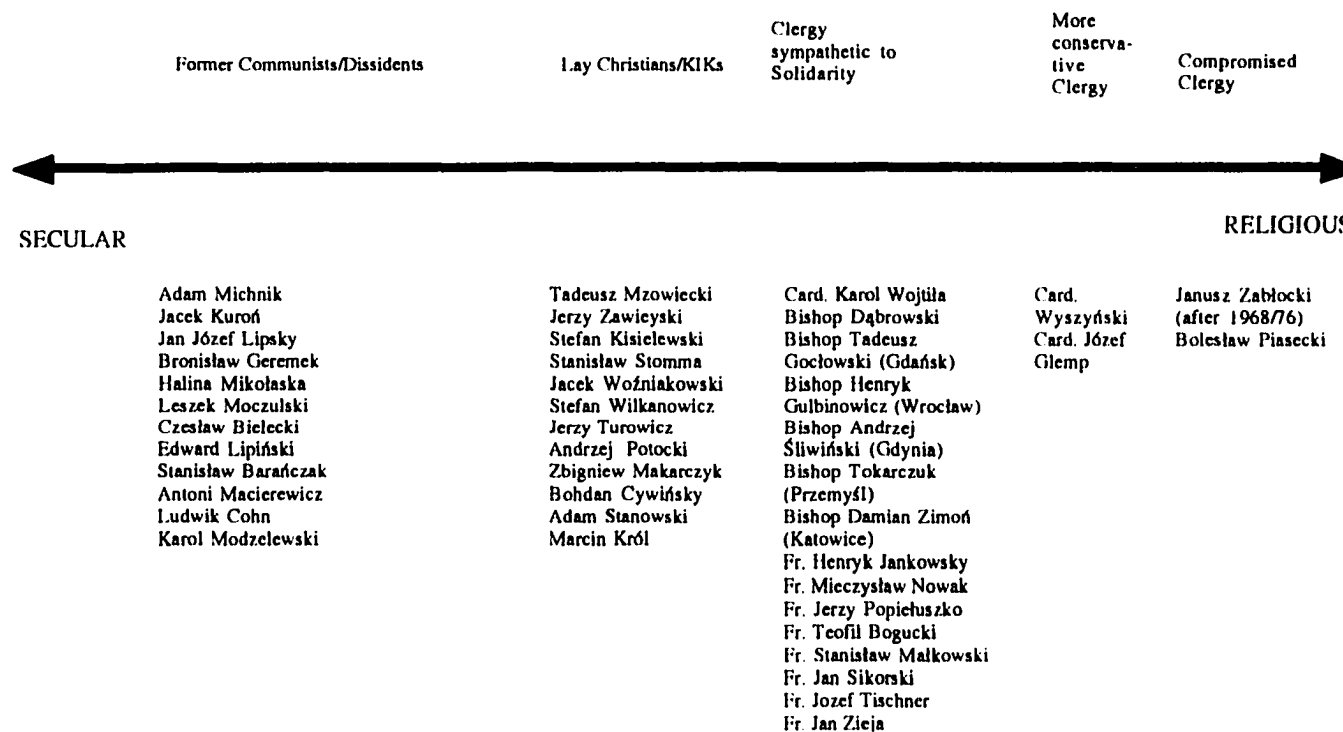 Former Communists/Dissidents
Lay Christians/KIKs
Clergy
sympathetic to
Solidarity
More
conserva-
tive
Clergy
Compromised
Clergy
SECULAR
RELIGIOUS
Adam Michnik
Jacek Kuroń
Jan Józef Lipsky
Bronisław Geremek
Halina Mikołaska
Leszek Moczulski
Czesław Bielecki
Edward Lipiński
Stanisław Barańczak
Antoni Macierewicz
Ludwik Cohn
Karol Modzelewski
Tadeusz Mzowiecki
Jerzy Zawieyski
Stefan Kisielewski
Stanisław Stomma
Jacek Woźniakowski
Stefan Wilkanowicz
Jerzy Turowicz
Andrzej Potocki
Zbigniew Makarczyk
Bohdan Cywińsky
Adam Stanowski
Marcin Król
Card. Karol Wojtiła
Bishop Dąbrowski
Bishop Tadeusz
Gocłowski (Gdańsk)
Bishop Henryk
Gulbinowicz (Wrocław)
Bishop Andrzej
Śliwiński (Gdynia)
Bishop Tokarczuk
(Przemyśl)
Bishop Damian Zimoń
(Katowice)
Fr. Henryk Jankowsky
Fr. Mieczysław Nowak
Fr. Jerzy Popiełuszko
Fr. Teofil Bogucki
Fr. Stanisław Małkowski
Fr. Jan Sikorski
Fr. Jozef Tischner
Fr. Jan Zieja
Card.
Wyszyński
Card. Józef
Glemp
Janusz Zabłocki
(after 1968/76)
Bolesław Piasecki